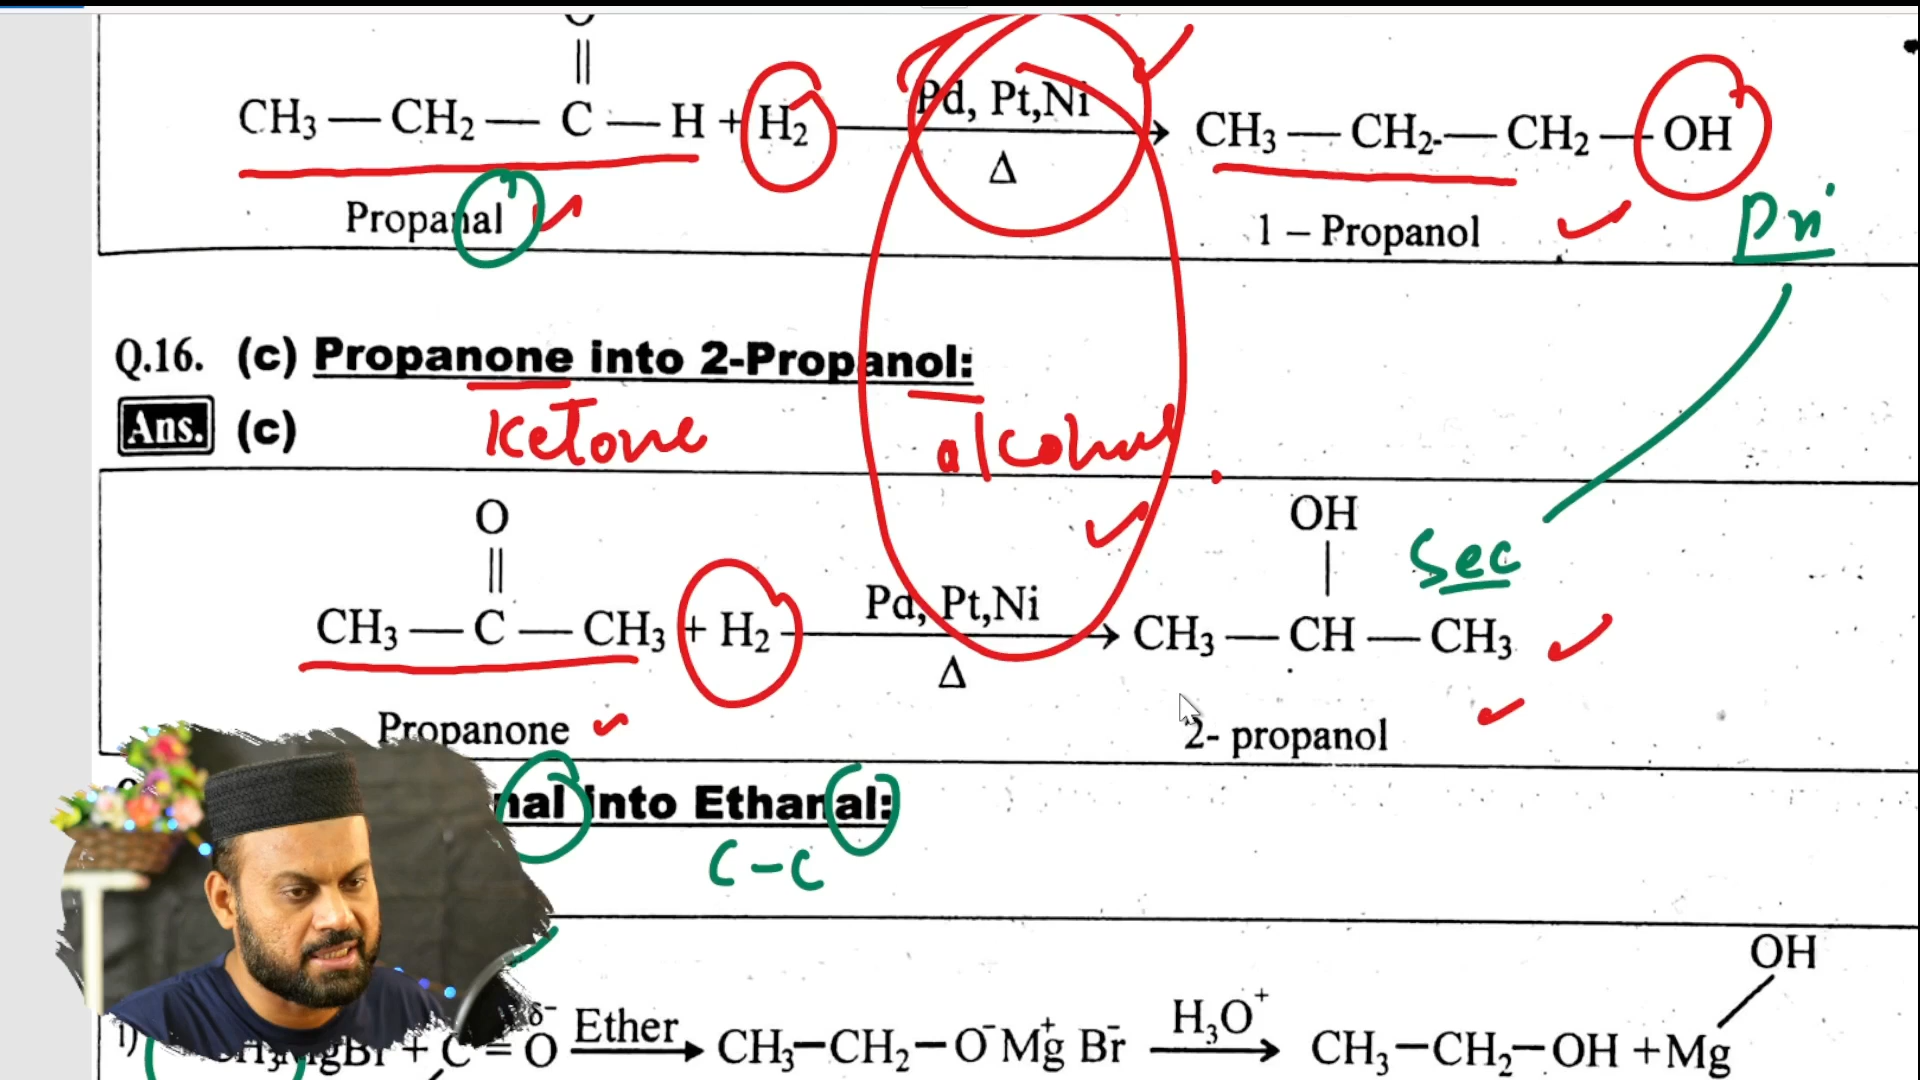 O
||
CH₃ — CH₂ — C — H + H₂ Pd, Pt,Ni → CH₃ — CH₂- — CH₂ — OH
Δ
Propanal 1 – Propanol Pri
Q.16. (c) Propanone into 2-Propanol:
Ans. (c) Ketone alcohol
O OH
|| | Sec
CH₃ — C — CH₃ + H₂ Pd, Pt,Ni → CH₃ — CH — CH₃
Δ
Propanone 2- propanol
nal into Ethanal:
C – C
OH
i) MgBr + C = O δ⁻ Ether → CH₃–CH₂–O⁻Mg⁺Br⁻ H₃O⁺ → CH₃–CH₂–OH + Mg